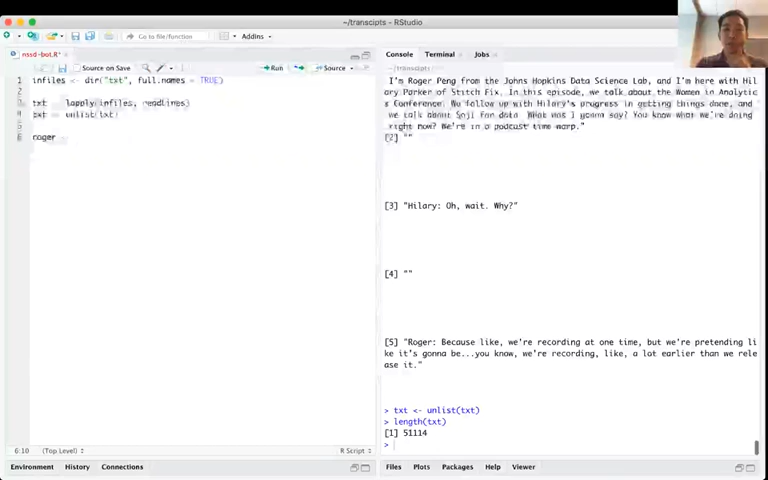 ~/transcipts - RStudio
Go to file/function
Addins
nssd-bot.R*
Source on Save
Run
Source
1 infiles <- dir("txt", full.names = TRUE)
2
3 txt lapply(infiles, readLines)
4 txt unlist(txt)
6 roger
6:10
(Top Level)
R Script
Environment History Connections
Console Terminal Jobs
~/transcripts
I'm Roger Peng from the Johns Hopkins Data Science Lab, and I'm here with Hil
ary Parker of Stitch Fix. In this episode, we talk about the Women in Analytic
s Conference. We follow up with Hilary's progress in getting things done, and
we talk about Soji For data. What was I gonna say? You know what we're doing
right now? We're in a podcast time warp."
[2] ""
[3] "Hilary: Oh, wait. Why?"
[4] ""
[5] "Roger: Because like, we're recording at one time, but we're pretending li
ke it's gonna be...you know, we're recording, like, a lot earlier than we rele
ase it."
> txt <- unlist(txt)
> length(txt)
[1] 51114
>
Files Plots Packages Help Viewer